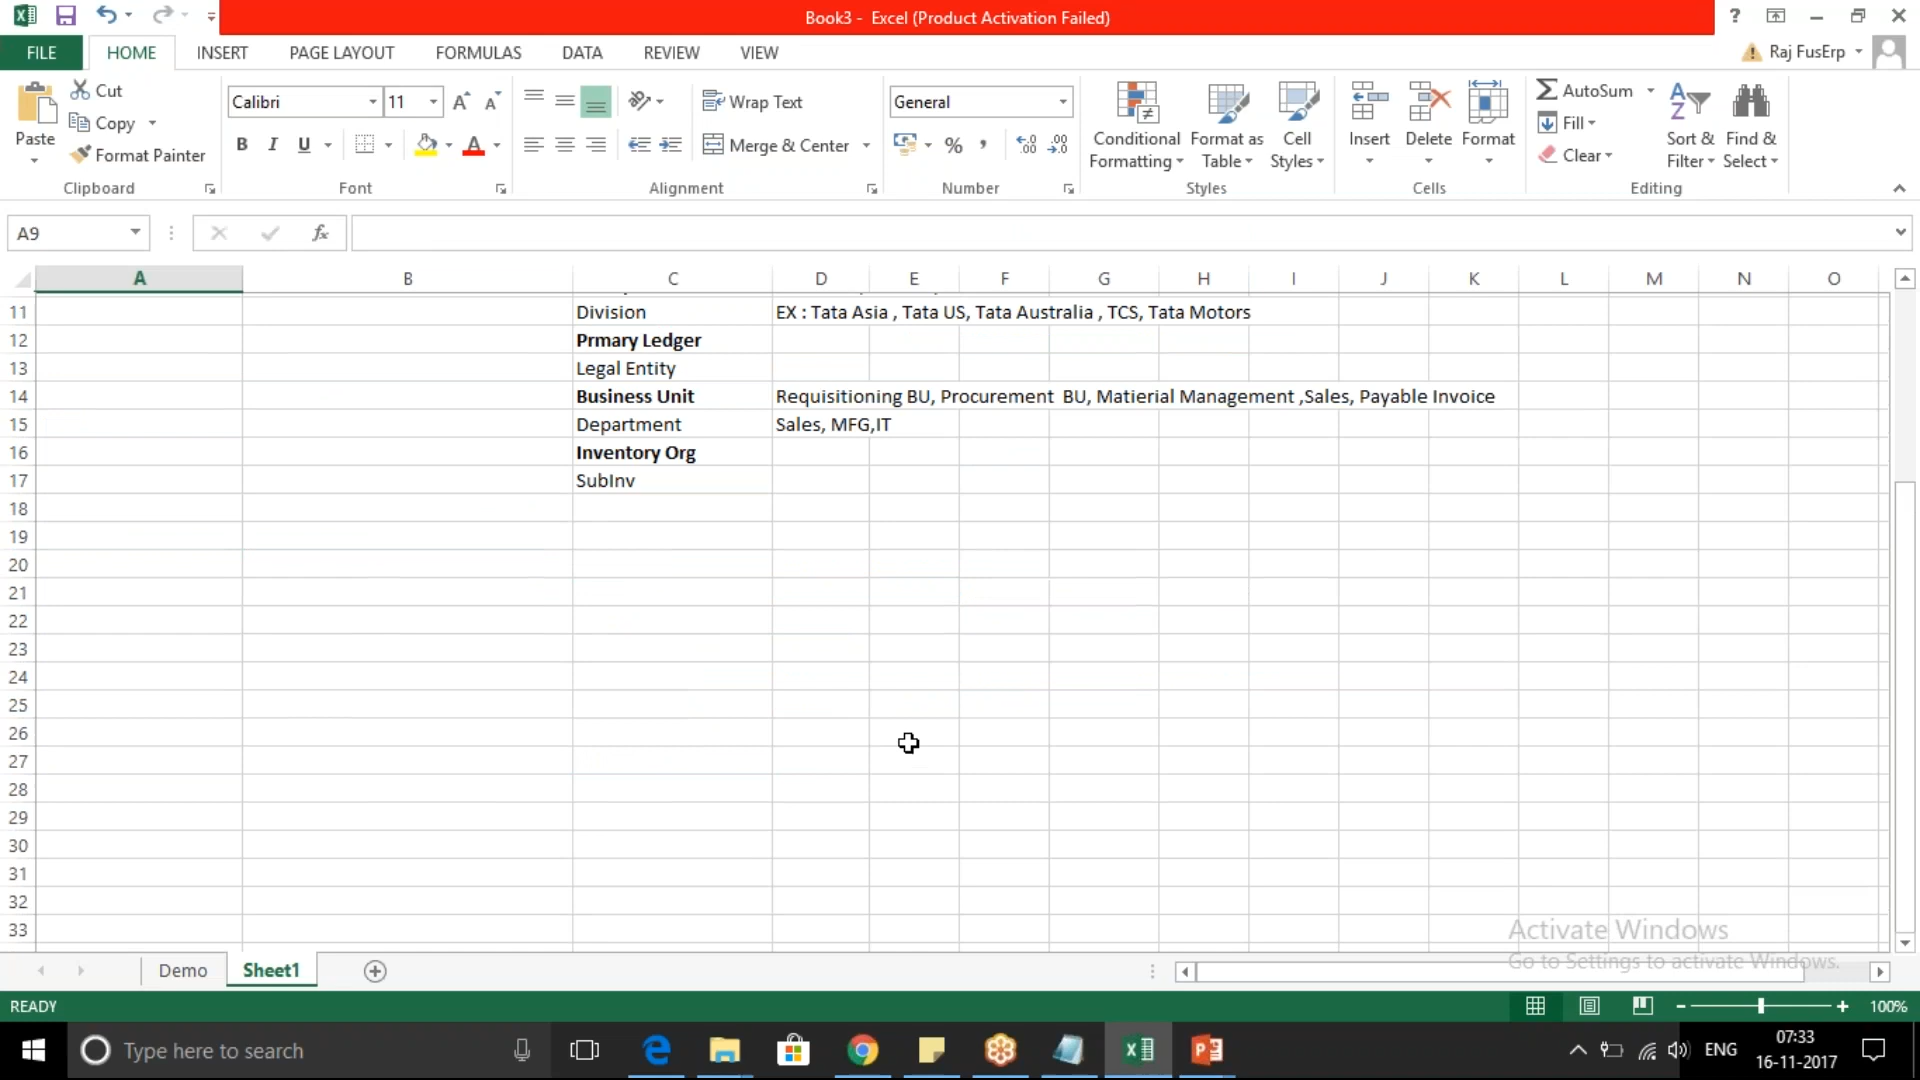 Book3 - Excel (Product Activation Failed)
?
FILE HOME INSERT PAGE LAYOUT FORMULAS DATA REVIEW VIEW
Raj FusErp
Paste
Cut
Copy
Format Painter
Clipboard
Calibri 11
B I U
Font
Wrap Text
Merge & Center
Alignment
General
%
Number
Conditional Formatting
Format as Table
Cell Styles
Styles
Insert
Delete
Format
Cells
AutoSum
Fill
Clear
Sort & Filter
Find & Select
Editing
A9
fx
A B C D E F G H I J K L M N O
11 Division EX : Tata Asia , Tata US, Tata Australia , TCS, Tata Motors
12 Prmary Ledger
13 Legal Entity
14 Business Unit Requisitioning BU, Procurement BU, Matierial Management ,Sales, Payable Invoice
15 Department Sales, MFG,IT
16 Inventory Org
17 SubInv
18
19
20
21
22
23
24
25
26
27
28
29
30
31
32
33
Activate Windows
Go to Settings to activate Windows.
Demo Sheet1
READY
100%
Type here to search
ENG
07:33
16-11-2017